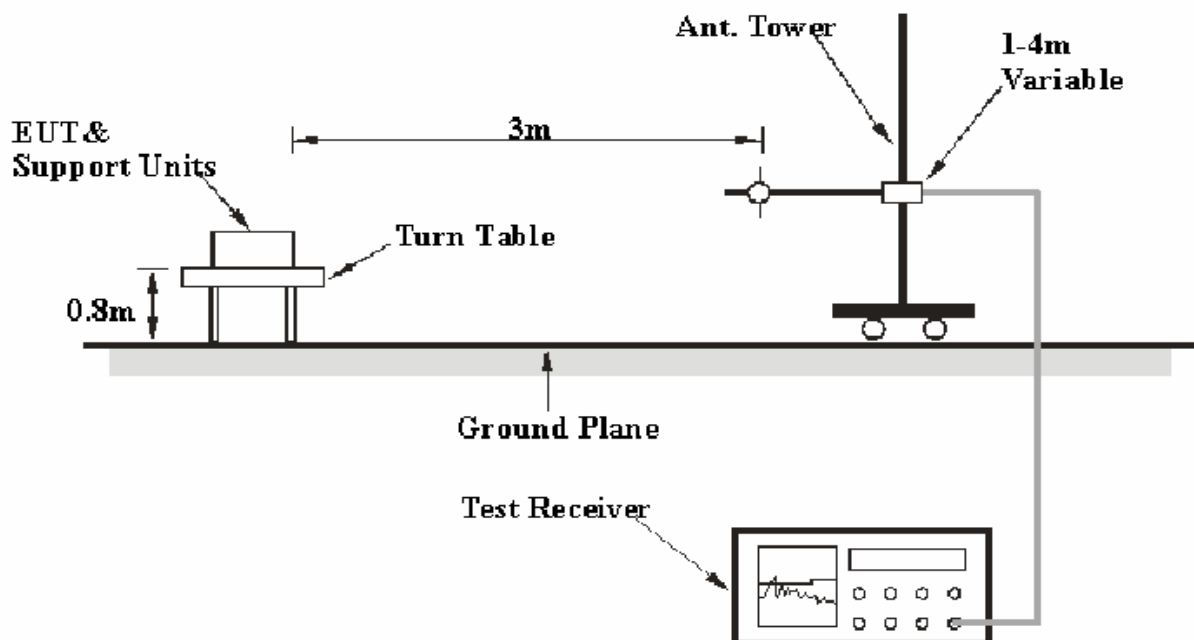 Ant. Tower
1-4m
Variable
EUT&
Support Units
3m
Turn Table
0.8m
Ground Plane
Test Receiver